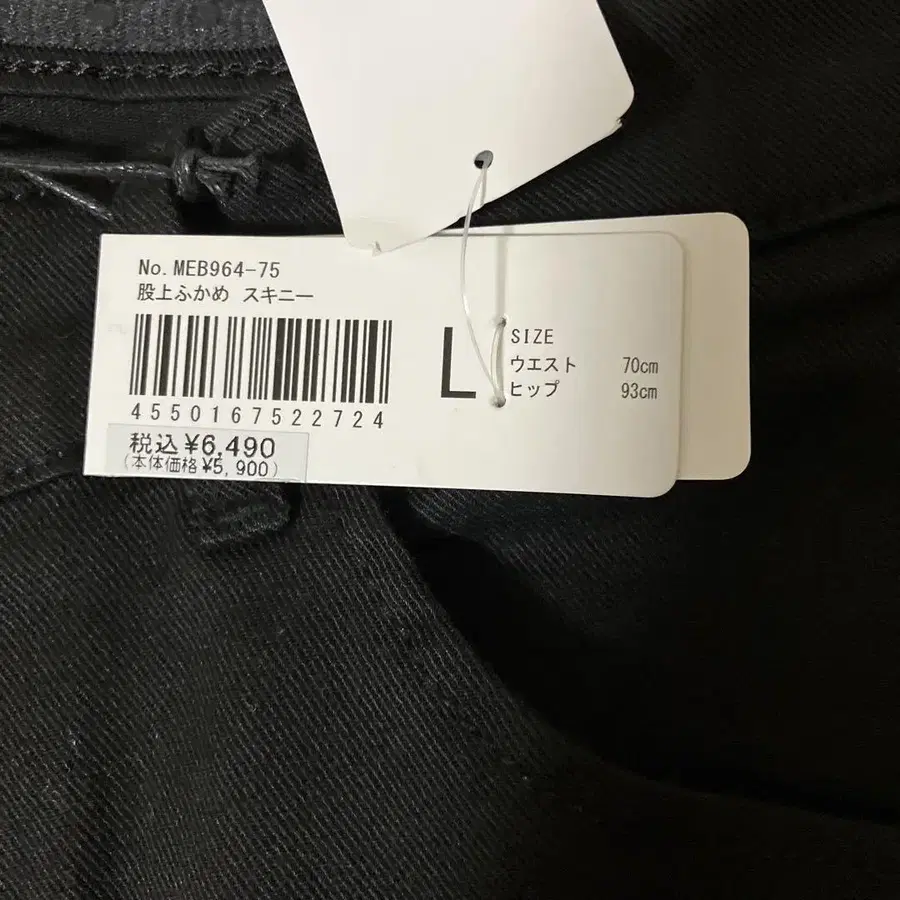 No. MEB964-75
股上ふかめ スキニー
4550167522724
税込¥6,490
(本体価格¥5,900)
L
SIZE
ウエスト 70cm
ヒップ 93cm